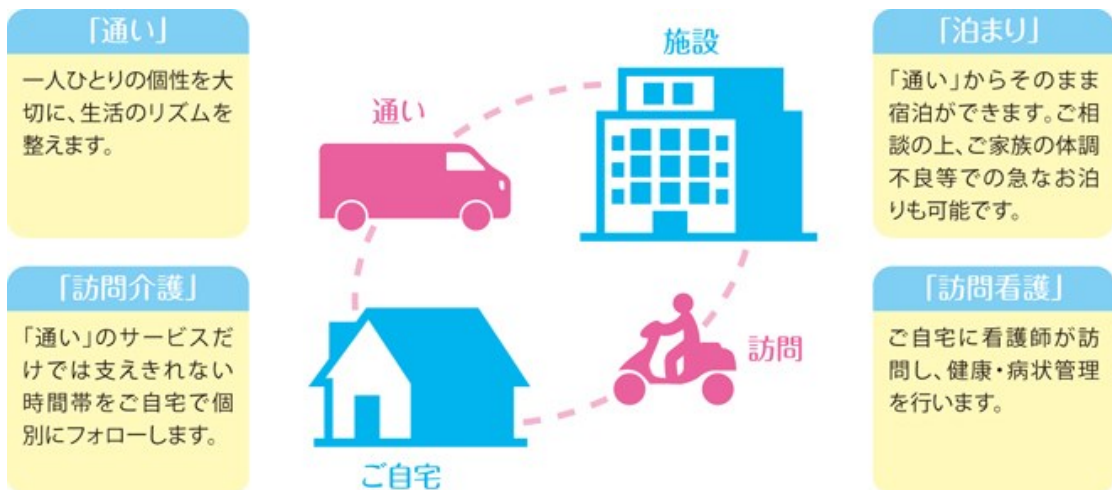 「通い」
一人ひとりの個性を大
切に、生活のリズムを
整えます。
「訪問介護」
「通い」のサービスだ
けでは支えきれない
時間帯をご自宅で個
別にフォローします。
通い
施設
訪問
ご自宅
「泊まり」
「通い」からそのまま
宿泊ができます。ご相
談の上、ご家族の体調
不良等での急なお泊
りも可能です。
「訪問看護」
ご自宅に看護師が訪
問し、健康・病状管理
を行います。